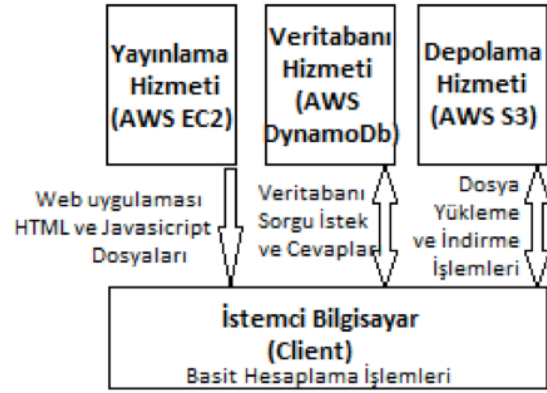 Yayınlama
Hizmeti
(AWS EC2)
Veritabanı
Hizmeti
(AWS
DynamoDb)
Depolama
Hizmeti
(AWS S3)
Web uygulaması
HTML ve Javasicript
Dosyaları
Veritabanı
Sorgu İstek
ve Cevapları
Dosya
Yükleme
ve İndirme
İşlemleri
İstemci Bilgisayar
(Client)
Basit Hesaplama İşlemleri